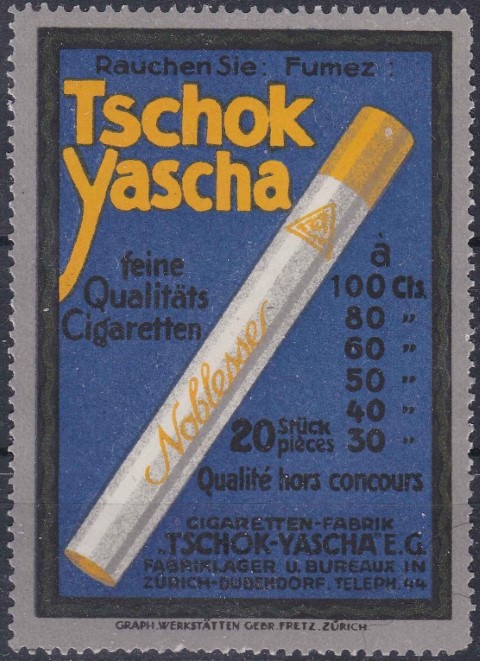 Rauchen Sie: Fumez:
Tschok
Yascha
feine
Qualitäts
Cigaretten
Noblesses
à
100 Cts.
80 "
60 "
50 "
40 "
30 "
20 Stück
pièces
Qualité hors concours
CIGARETTEN-FABRIK
„TSCHOK-YASCHA" E.G.
FABRIKLAGER U. BUREAUX IN
ZÜRICH-DÜBENDORF. TELEPH. 44
GRAPH. WERKSTÄTTEN GEBR. FRETZ. ZÜRICH